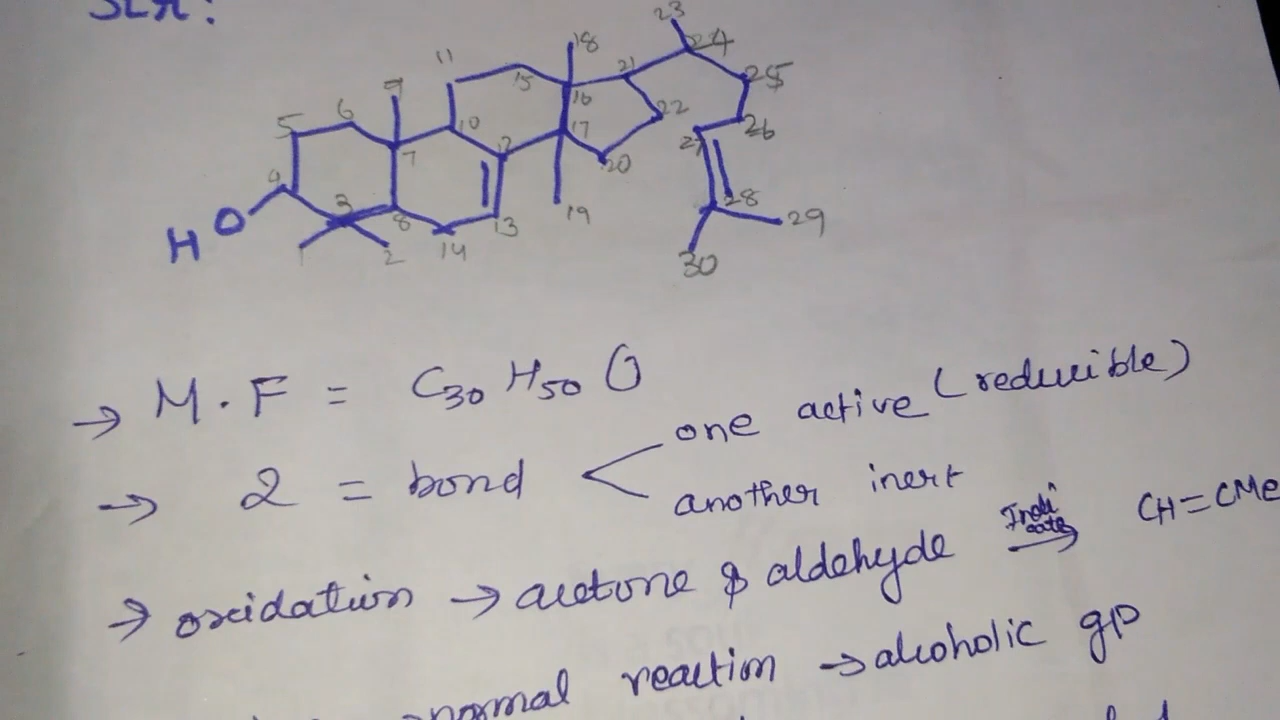 23
18 24
11 21 25
9 15
5 6 16 22
10 26
7 12 17 27
4 20
HO 3 8 28
19 29
1 2 14 13
30
→ M.F = C30 H50 O
one active (reducible)
→ 2 = bond
another inert
→ oxidation → acetone & aldehyde CH=CMe
normal reaction → alcoholic gp